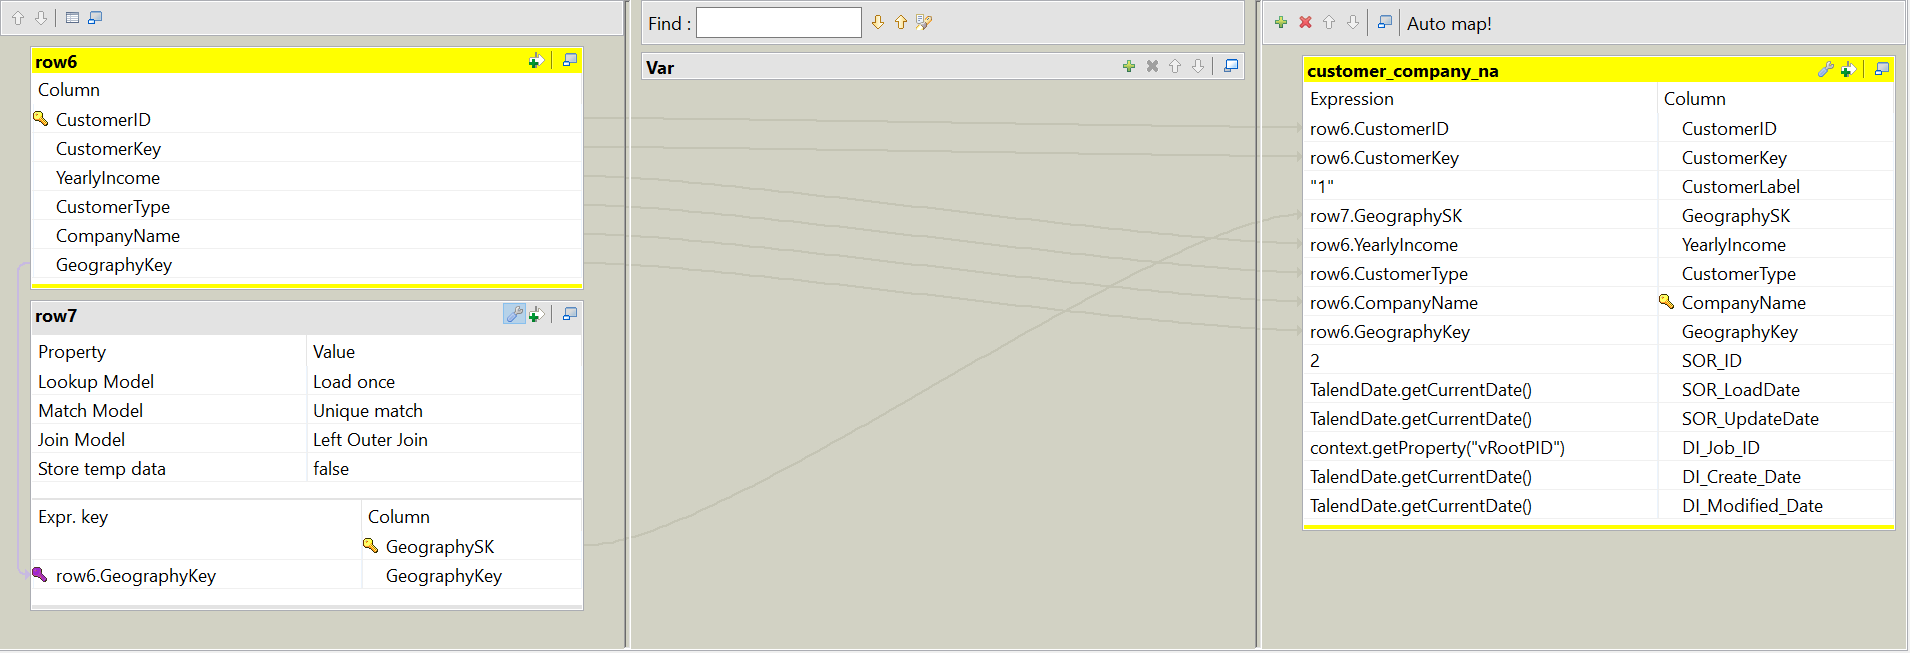 row6
Column
CustomerID
CustomerKey
YearlyIncome
CustomerType
CompanyName
GeographyKey
row7
Property Value
Lookup Model Load once
Match Model Unique match
Join Model Left Outer Join
Store temp data false
Expr. key Column
GeographySK
row6.GeographyKey GeographyKey
Find :
Var
Auto map!
customer_company_na
Expression Column
row6.CustomerID CustomerID
row6.CustomerKey CustomerKey
"1" CustomerLabel
row7.GeographySK GeographySK
row6.YearlyIncome YearlyIncome
row6.CustomerType CustomerType
row6.CompanyName CompanyName
row6.GeographyKey GeographyKey
2 SOR_ID
TalendDate.getCurrentDate() SOR_LoadDate
TalendDate.getCurrentDate() SOR_UpdateDate
context.getProperty("vRootPID") DI_Job_ID
TalendDate.getCurrentDate() DI_Create_Date
TalendDate.getCurrentDate() DI_Modified_Date